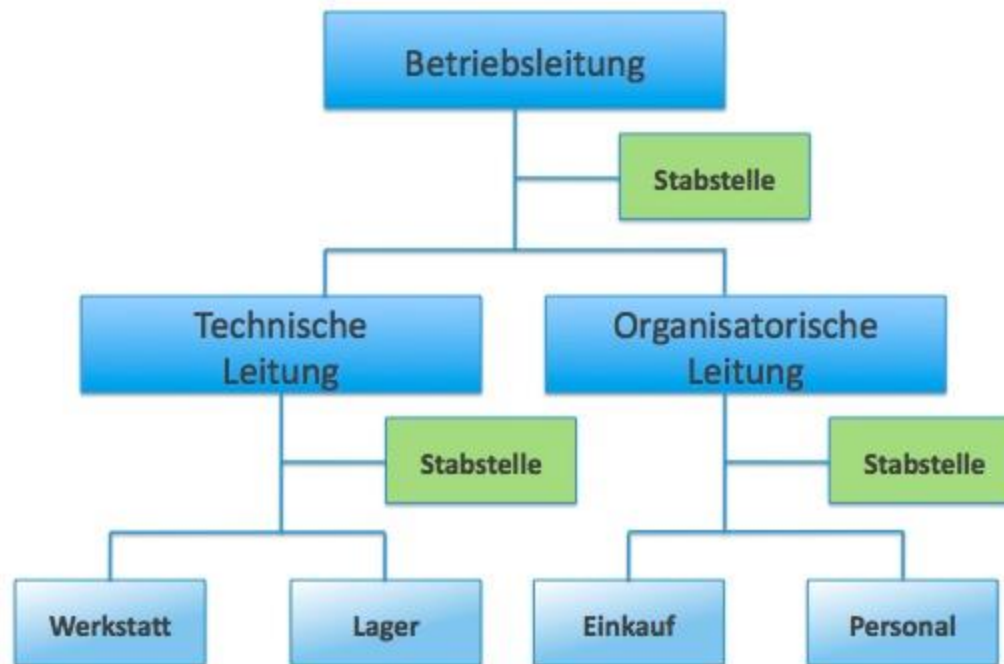 Betriebsleitung
Stabstelle
Technische
Leitung
Organisatorische
Leitung
Stabstelle
Stabstelle
Werkstatt
Lager
Einkauf
Personal